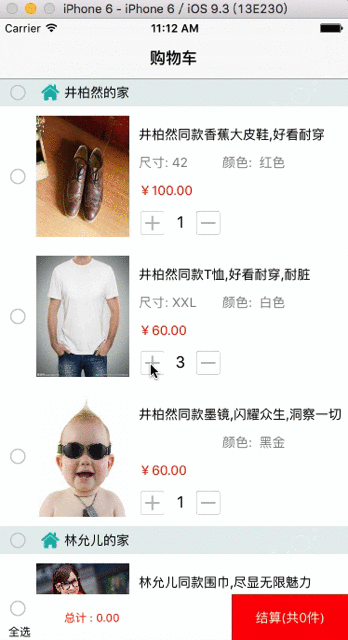 iPhone 6 - iPhone 6 / iOS 9.3 (13E230)
Carrier 11:12 AM
购物车
井柏然的家
井柏然同款香蕉大皮鞋,好看耐穿
尺寸: 42 颜色: 红色
￥100.00
1
井柏然同款T恤,好看耐穿,耐脏
尺寸: XXL 颜色: 白色
￥60.00
3
井柏然同款墨镜,闪耀众生,洞察一切
颜色: 黑金
￥60.00
1
林允儿的家
林允儿同款围巾,尽显无限魅力
全选 总计 : 0.00 结算(共0件)